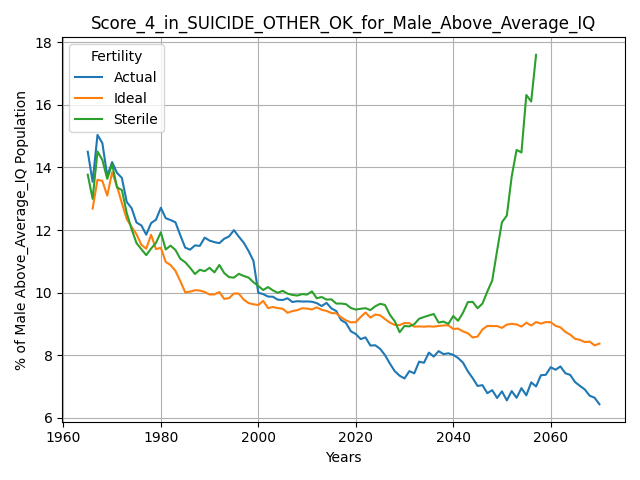 Score_4_in_SUICIDE_OTHER_OK_for_Male_Above_Average_IQ
% of Male Above_Average_IQ Population
18
16
14
12
10
8
6
Fertility
Actual
Ideal
Sterile
1960 1980 2000 2020 2040 2060
Years